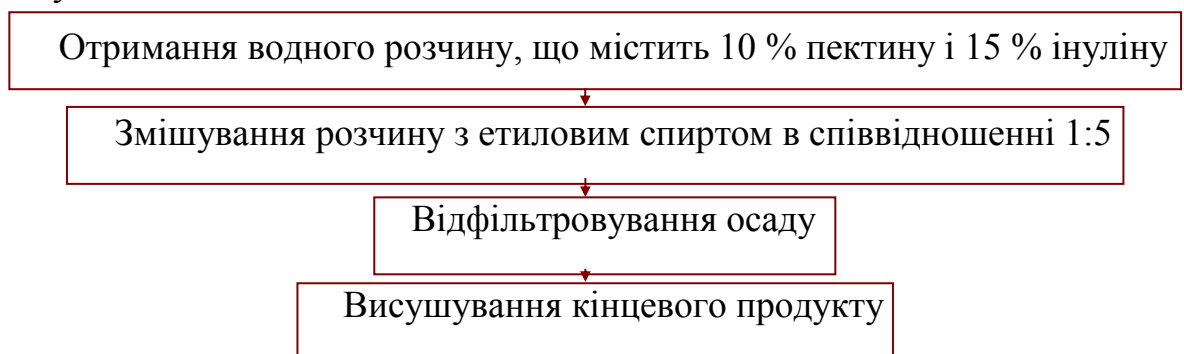 Отримання водного розчину, що містить 10 % пектину і 15 % інуліну
Змішування розчину з етиловим спиртом в співвідношенні 1:5
Відфільтровування осаду
Висушування кінцевого продукту